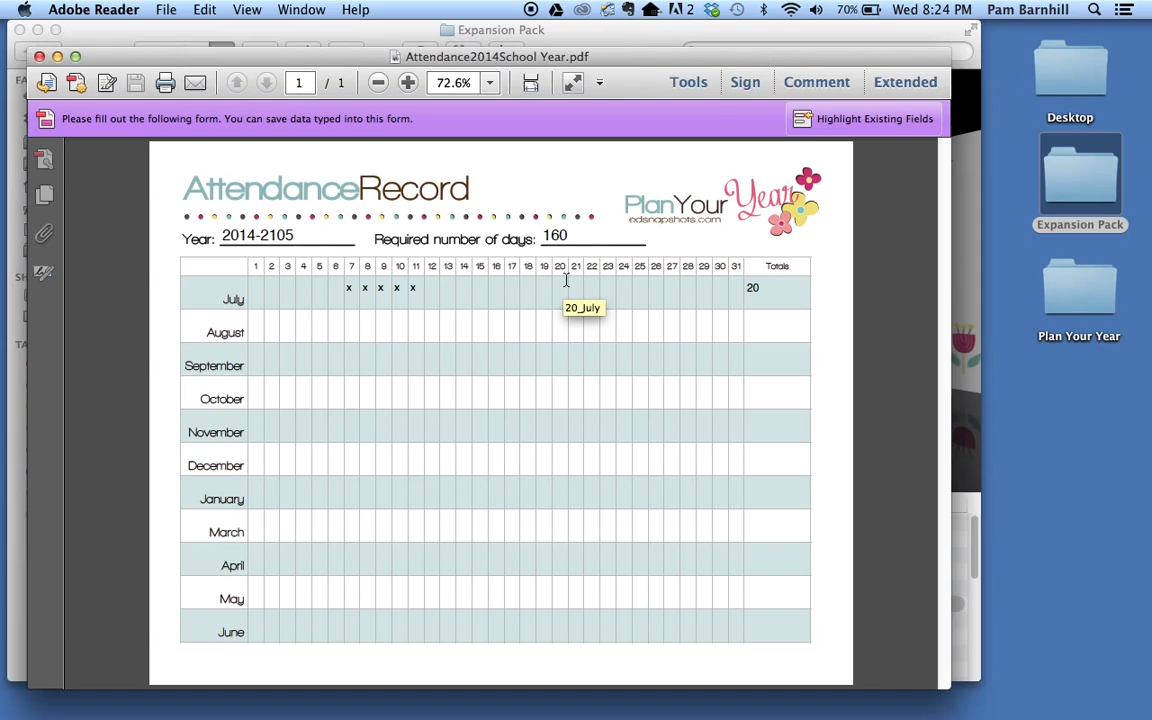 Adobe Reader File Edit View Window Help 2 70% Wed 8:24 PM Pam Barnhill
Expansion Pack
Attendance2014School Year.pdf
1 / 1 72.6% Tools Sign Comment Extended
Please fill out the following form. You can save data typed into this form. Highlight Existing Fields
AttendanceRecord
PlanYour Year
edsnapshots.com
Year: 2014-2105 Required number of days: 160
1 2 3 4 5 6 7 8 9 10 11 12 13 14 15 16 17 18 19 20 21 22 23 24 25 26 27 28 29 30 31 Totals
July x x x x x 20
20_July
August
September
October
November
December
January
March
April
May
June
Desktop
Expansion Pack
Plan Your Year